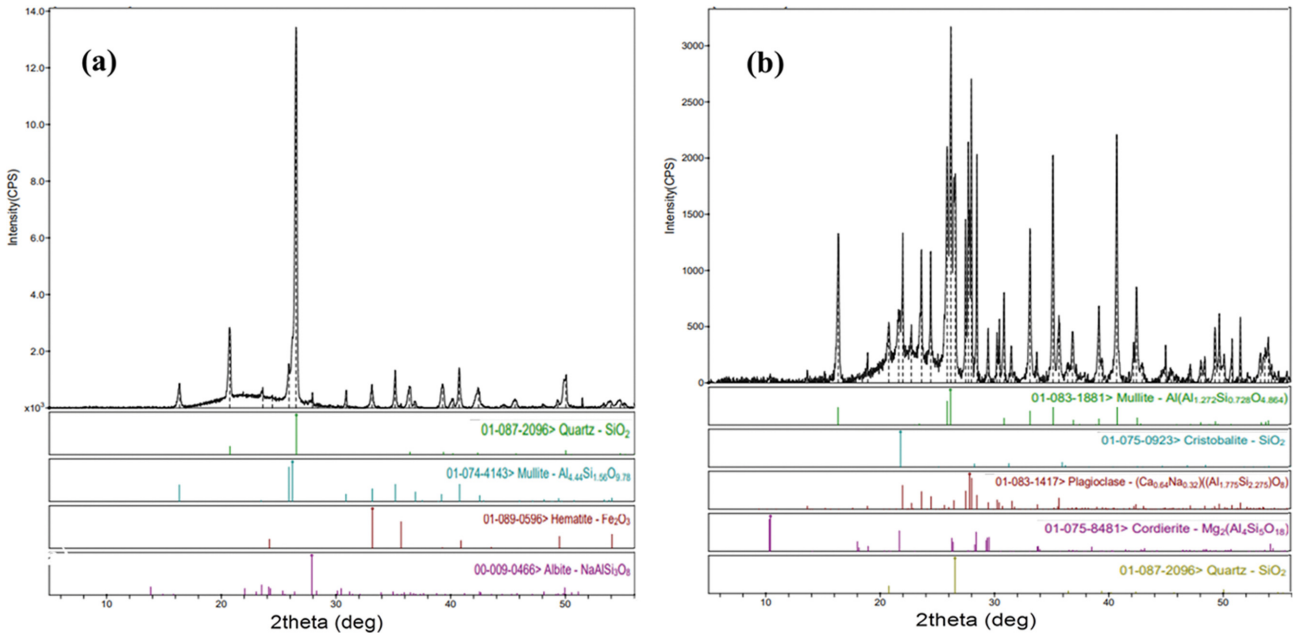 (a)
Intensity(CPS)
14.0
12.0
10.0
8.0
6.0
4.0
2.0
x10³
01-087-2096> Quartz - SiO₂
01-074-4143> Mullite - Al₄.₄₄Si₁.₅₆O₉.₇₈
01-089-0596> Hematite - Fe₂O₃
00-009-0466> Albite - NaAlSi₃O₈
10 20 30 40 50
2theta (deg)
(b)
Intensity(CPS)
3000
2500
2000
1500
1000
500
0
01-083-1881> Mullite - Al(Al₁.₂₇₂Si₀.₇₂₈O₄.₈₆₄)
01-075-0923> Cristobalite - SiO₂
01-083-1417> Plagioclase - (Ca₀.₆₄Na₀.₃₂)((Al₁.₇₇₅Si₂.₂₇₅)O₈)
01-075-8481> Cordierite - Mg₂(Al₄Si₅O₁₈)
01-087-2096> Quartz - SiO₂
10 20 30 40 50
2theta (deg)